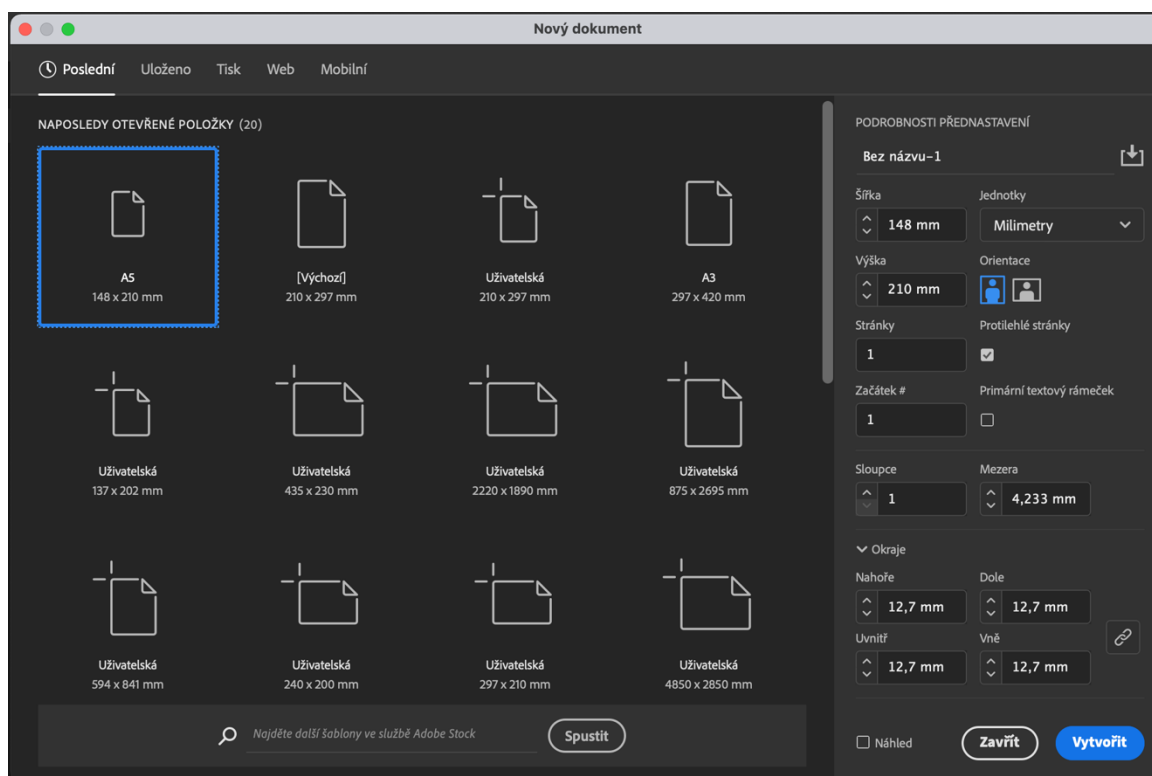 Nový dokument
Poslední Uloženo Tisk Web Mobilní
NAPOSLEDY OTEVŘENÉ POLOŽKY (20)
A5
148 x 210 mm
[Výchozí]
210 x 297 mm
Uživatelská
210 x 297 mm
A3
297 x 420 mm
Uživatelská
137 x 202 mm
Uživatelská
435 x 230 mm
Uživatelská
2220 x 1890 mm
Uživatelská
875 x 2695 mm
Uživatelská
594 x 841 mm
Uživatelská
240 x 200 mm
Uživatelská
297 x 210 mm
Uživatelská
4850 x 2850 mm
Najděte další šablony ve službě Adobe Stock
Spustit
PODROBNOSTI PŘEDNASTAVENÍ
Bez názvu-1
Šířka Jednotky
148 mm Milimetry
Výška Orientace
210 mm
Stránky Protilehlé stránky
1
Začátek # Primární textový rámeček
1
Sloupce Mezera
1 4,233 mm
Okraje
Nahoře Dole
12,7 mm 12,7 mm
Uvnitř Vně
12,7 mm 12,7 mm
Náhled Zavřít Vytvořit